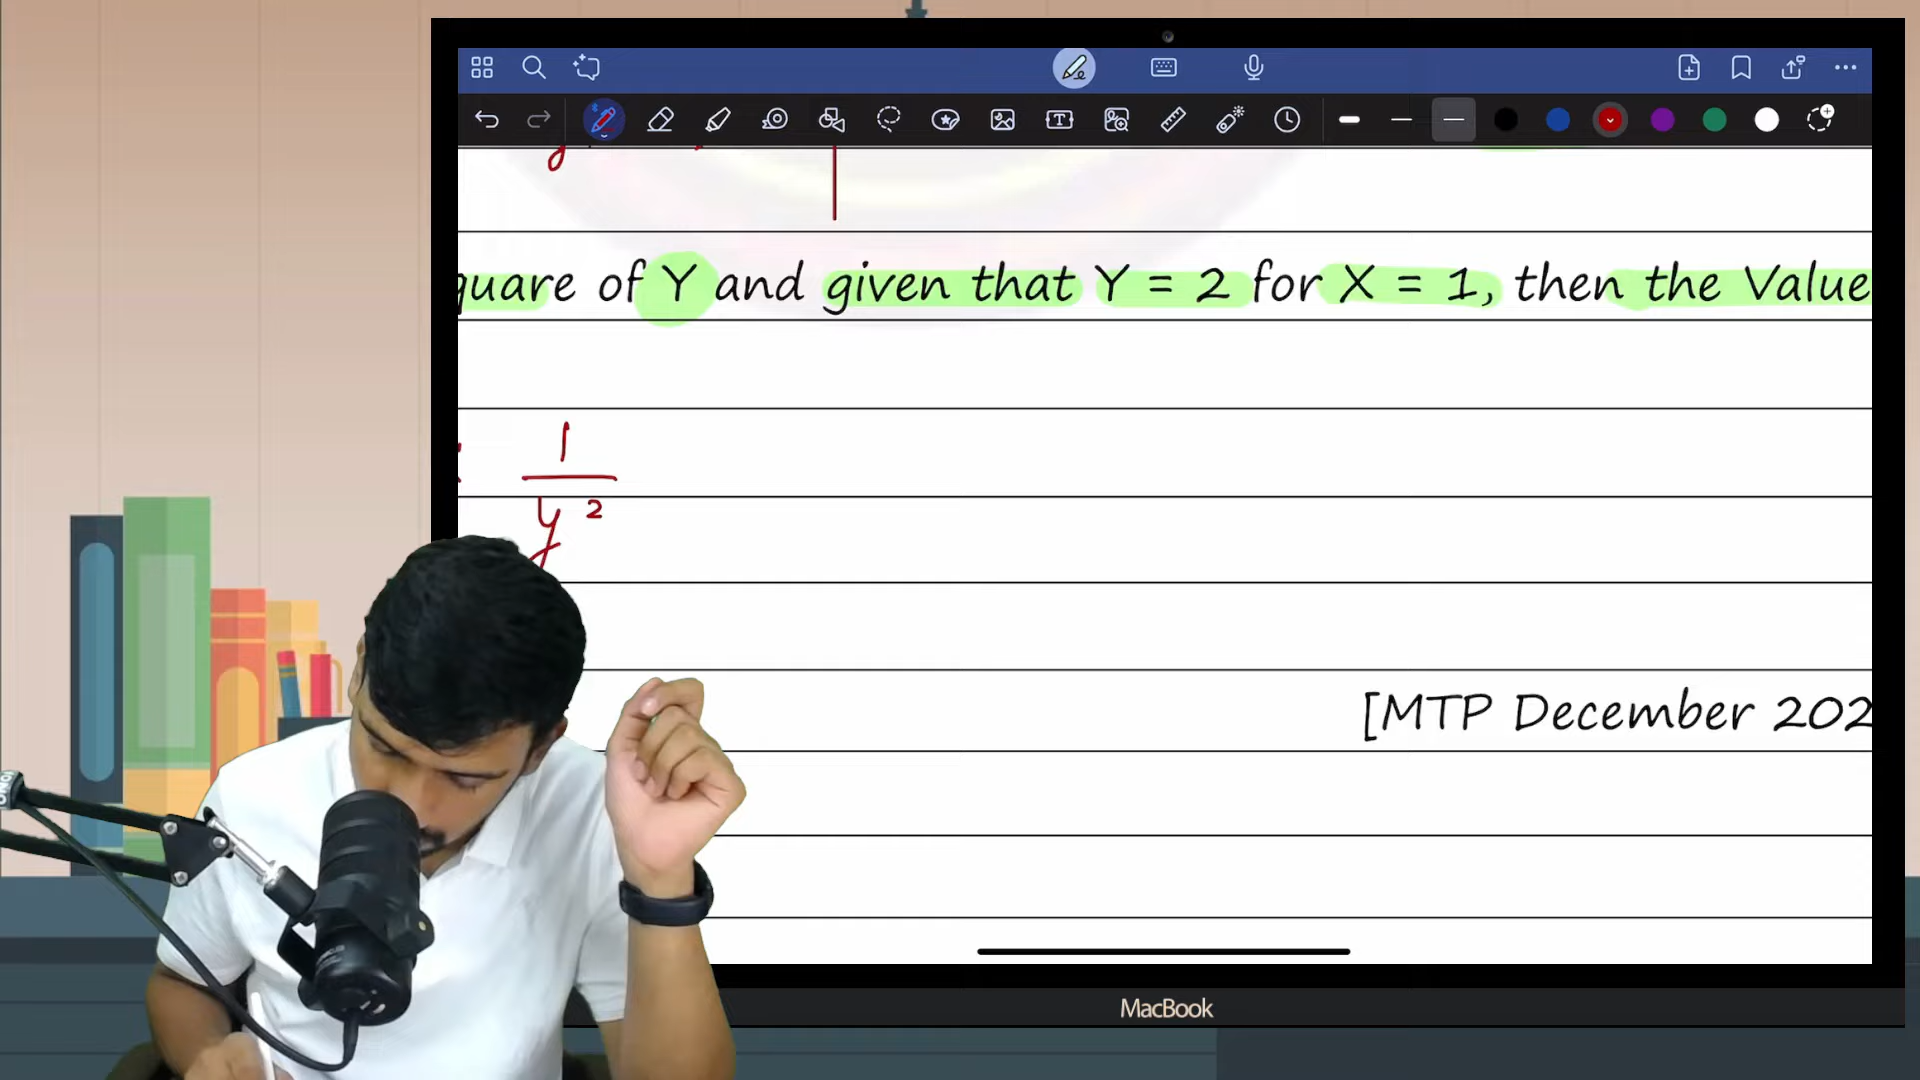 quare of Y and given that Y = 2 for X = 1, then the Value
1
y 2
[MTP December 202
MacBook